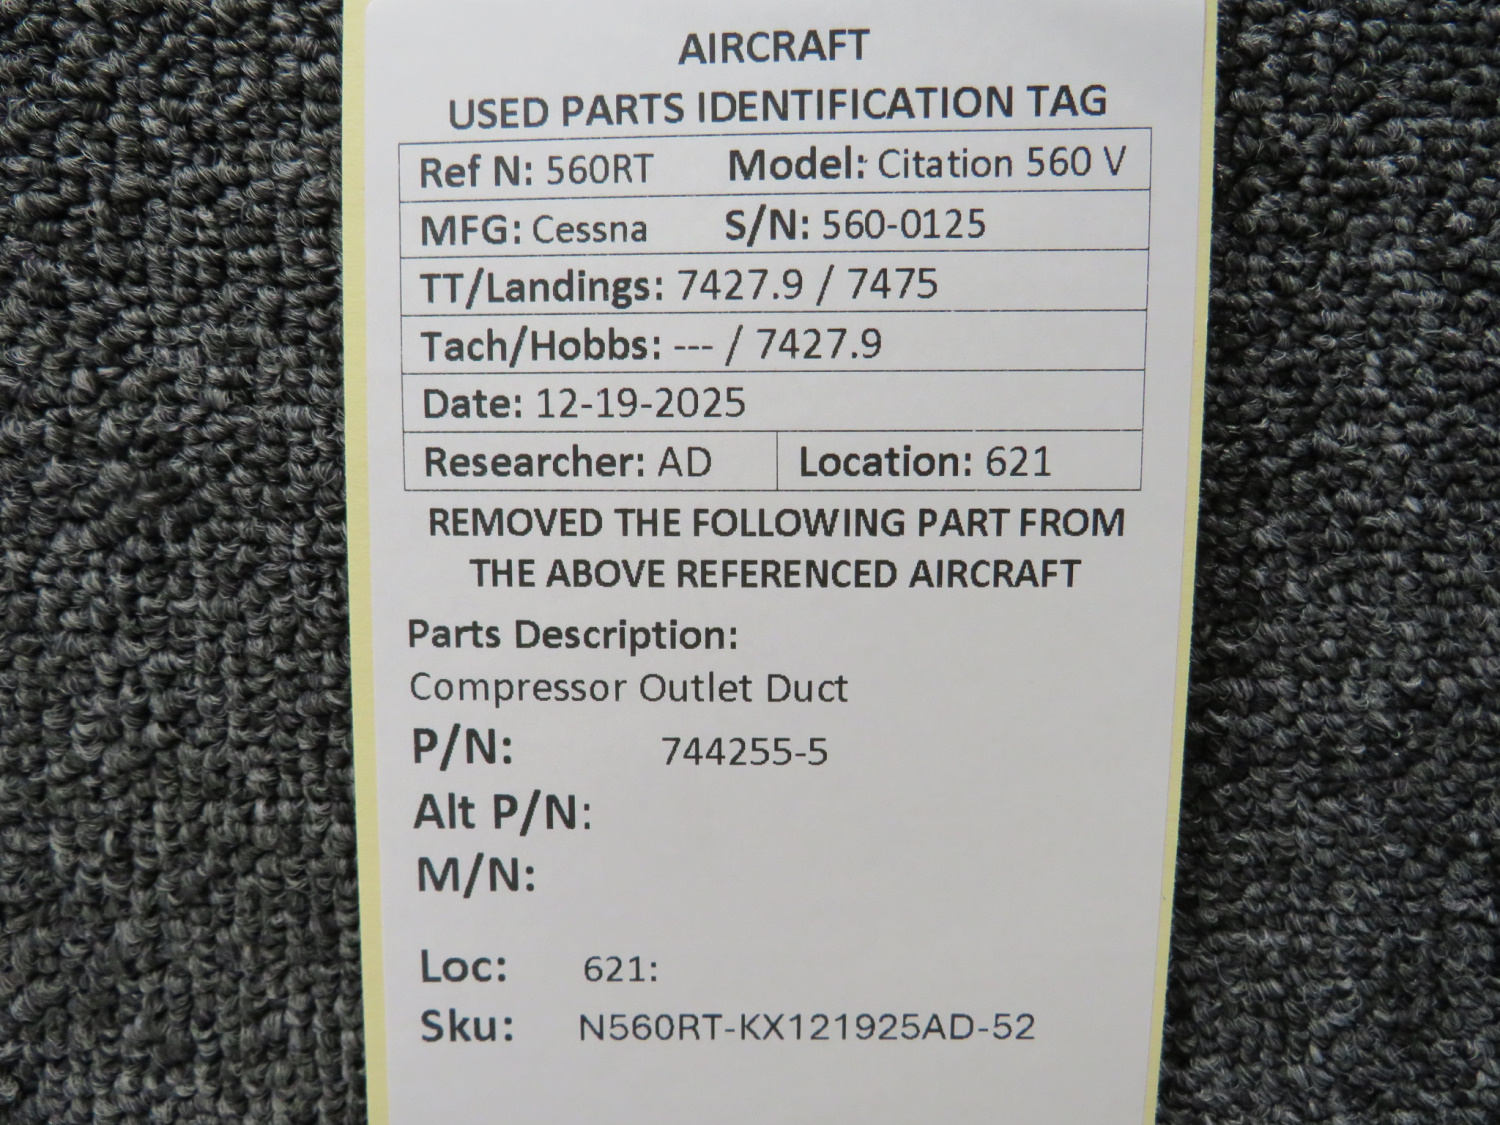 AIRCRAFT
USED PARTS IDENTIFICATION TAG
Ref N: 560RT Model: Citation 560 V
MFG: Cessna S/N: 560-0125
TT/Landings: 7427.9 / 7475
Tach/Hobbs: --- / 7427.9
Date: 12-19-2025
Researcher: AD Location: 621
REMOVED THE FOLLOWING PART FROM
THE ABOVE REFERENCED AIRCRAFT
Parts Description:
Compressor Outlet Duct
P/N: 744255-5
Alt P/N:
M/N:
Loc: 621:
Sku: N560RT-KX121925AD-52